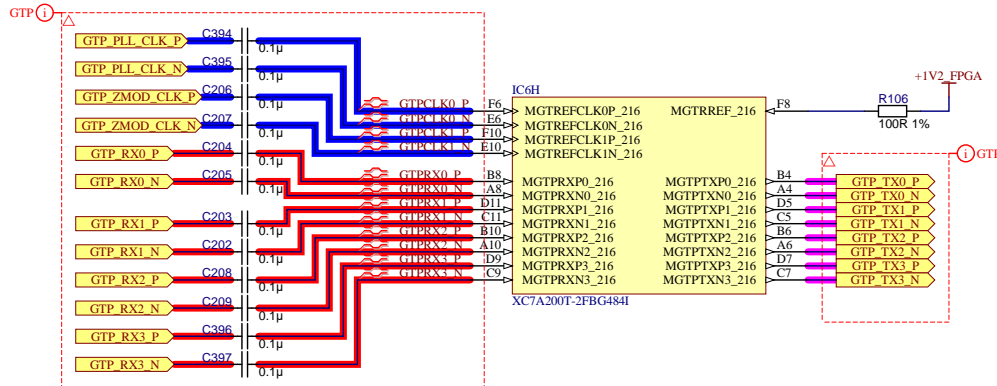 GTP i
GTP_PLL_CLK_P C394 0.1µ
GTP_PLL_CLK_N C395 0.1µ
GTP_ZMOD_CLK_P C206 0.1µ
GTP_ZMOD_CLK_N C207 0.1µ
GTP_RX0_P C204 0.1µ
GTP_RX0_N C205 0.1µ
GTP_RX1_P C203 0.1µ
GTP_RX1_N C202 0.1µ
GTP_RX2_P C208 0.1µ
GTP_RX2_N C209 0.1µ
GTP_RX3_P C396 0.1µ
GTP_RX3_N C397 0.1µ
IC6H
GTPCLK0_P F6 MGTREFCLK0P_216
GTPCLK0_N E6 MGTREFCLK0N_216
GTPCLK1_P F10 MGTREFCLK1P_216
GTPCLK1_N E10 MGTREFCLK1N_216
GTPRX0_P B8 MGTPRXP0_216
GTPRX0_N A8 MGTPRXN0_216
GTPRX1_P D11 MGTPRXP1_216
GTPRX1_N C11 MGTPRXN1_216
GTPRX2_P B10 MGTPRXP2_216
GTPRX2_N A10 MGTPRXN2_216
GTPRX3_P D9 MGTPRXP3_216
GTPRX3_N C9 MGTPRXN3_216
XC7A200T-2FBG484I
MGTRREF_216 F8 R106 100R 1% +1V2_FPGA
i GTP
MGTPTXP0_216 B4 GTP_TX0_P
MGTPTXN0_216 A4 GTP_TX0_N
MGTPTXP1_216 D5 GTP_TX1_P
MGTPTXN1_216 C5 GTP_TX1_N
MGTPTXP2_216 B6 GTP_TX2_P
MGTPTXN2_216 A6 GTP_TX2_N
MGTPTXP3_216 D7 GTP_TX3_P
MGTPTXN3_216 C7 GTP_TX3_N